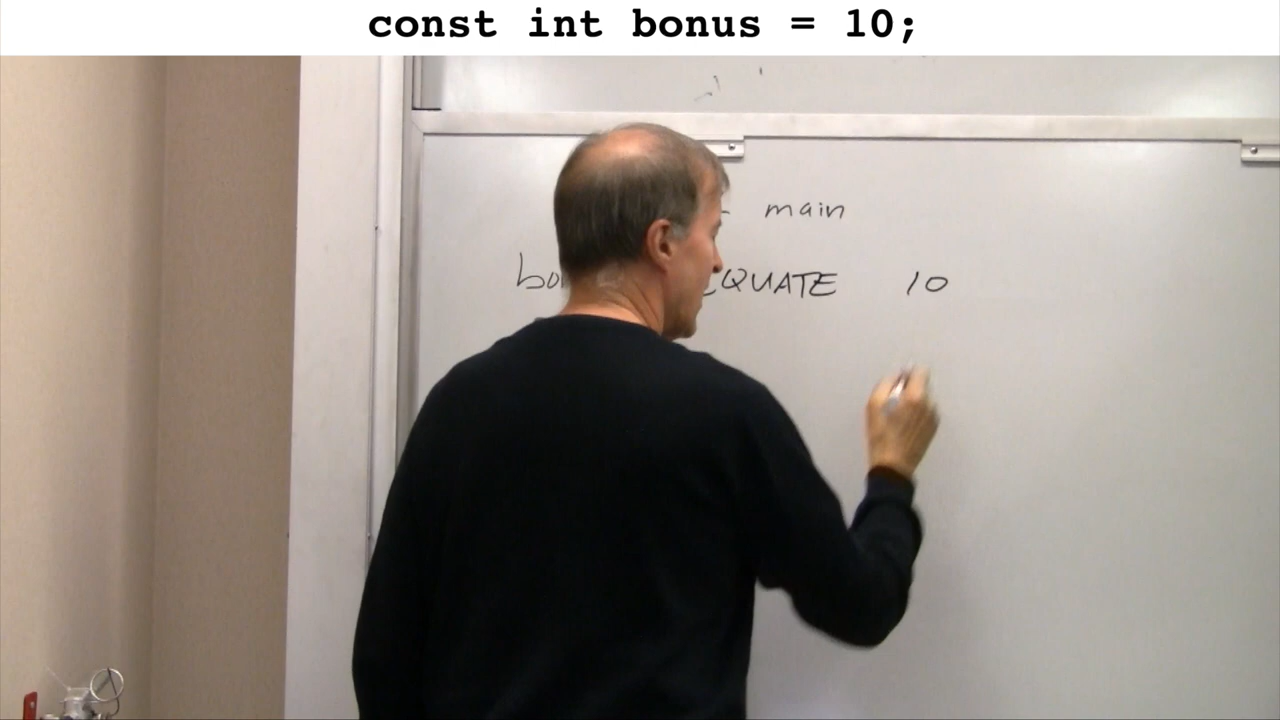 const int bonus = 10;
main
EQUATE 10